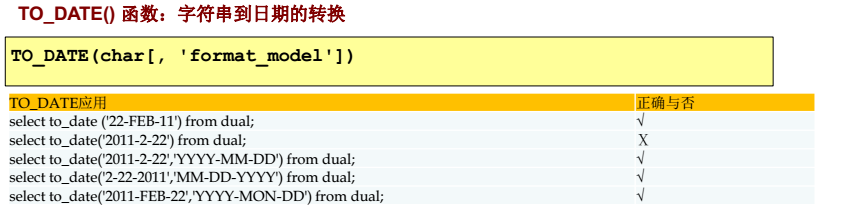 TO_DATE() 函数：字符串到日期的转换
TO_DATE(char[, 'format_model'])
TO_DATE应用 正确与否
select to_date ('22-FEB-11') from dual; √
select to_date('2011-2-22') from dual; X
select to_date('2011-2-22','YYYY-MM-DD') from dual; √
select to_date('2-22-2011','MM-DD-YYYY') from dual; √
select to_date('2011-FEB-22','YYYY-MON-DD') from dual; √